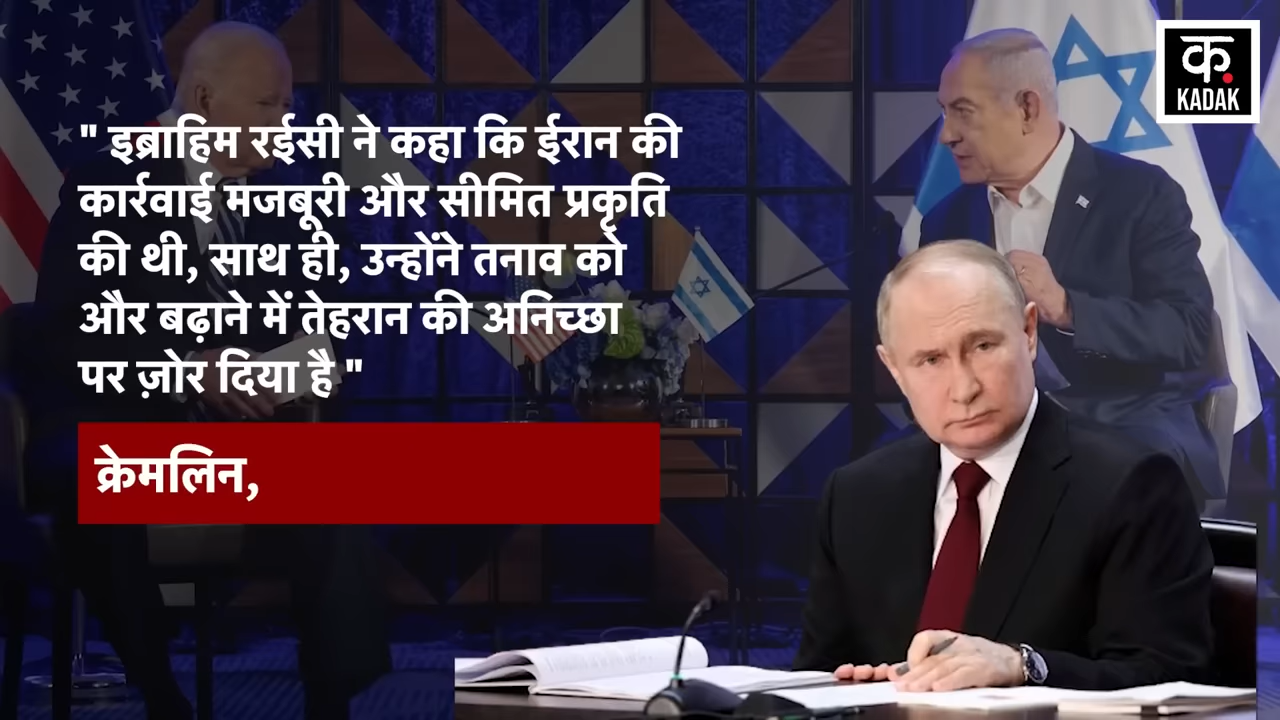 क.
KADAK
" इब्राहिम रईसी ने कहा कि ईरान की
कार्रवाई मजबूरी और सीमित प्रकृति
की थी, साथ ही, उन्होंने तनाव को
और बढ़ाने में तेहरान की अनिच्छा
पर ज़ोर दिया है "
क्रेमलिन,